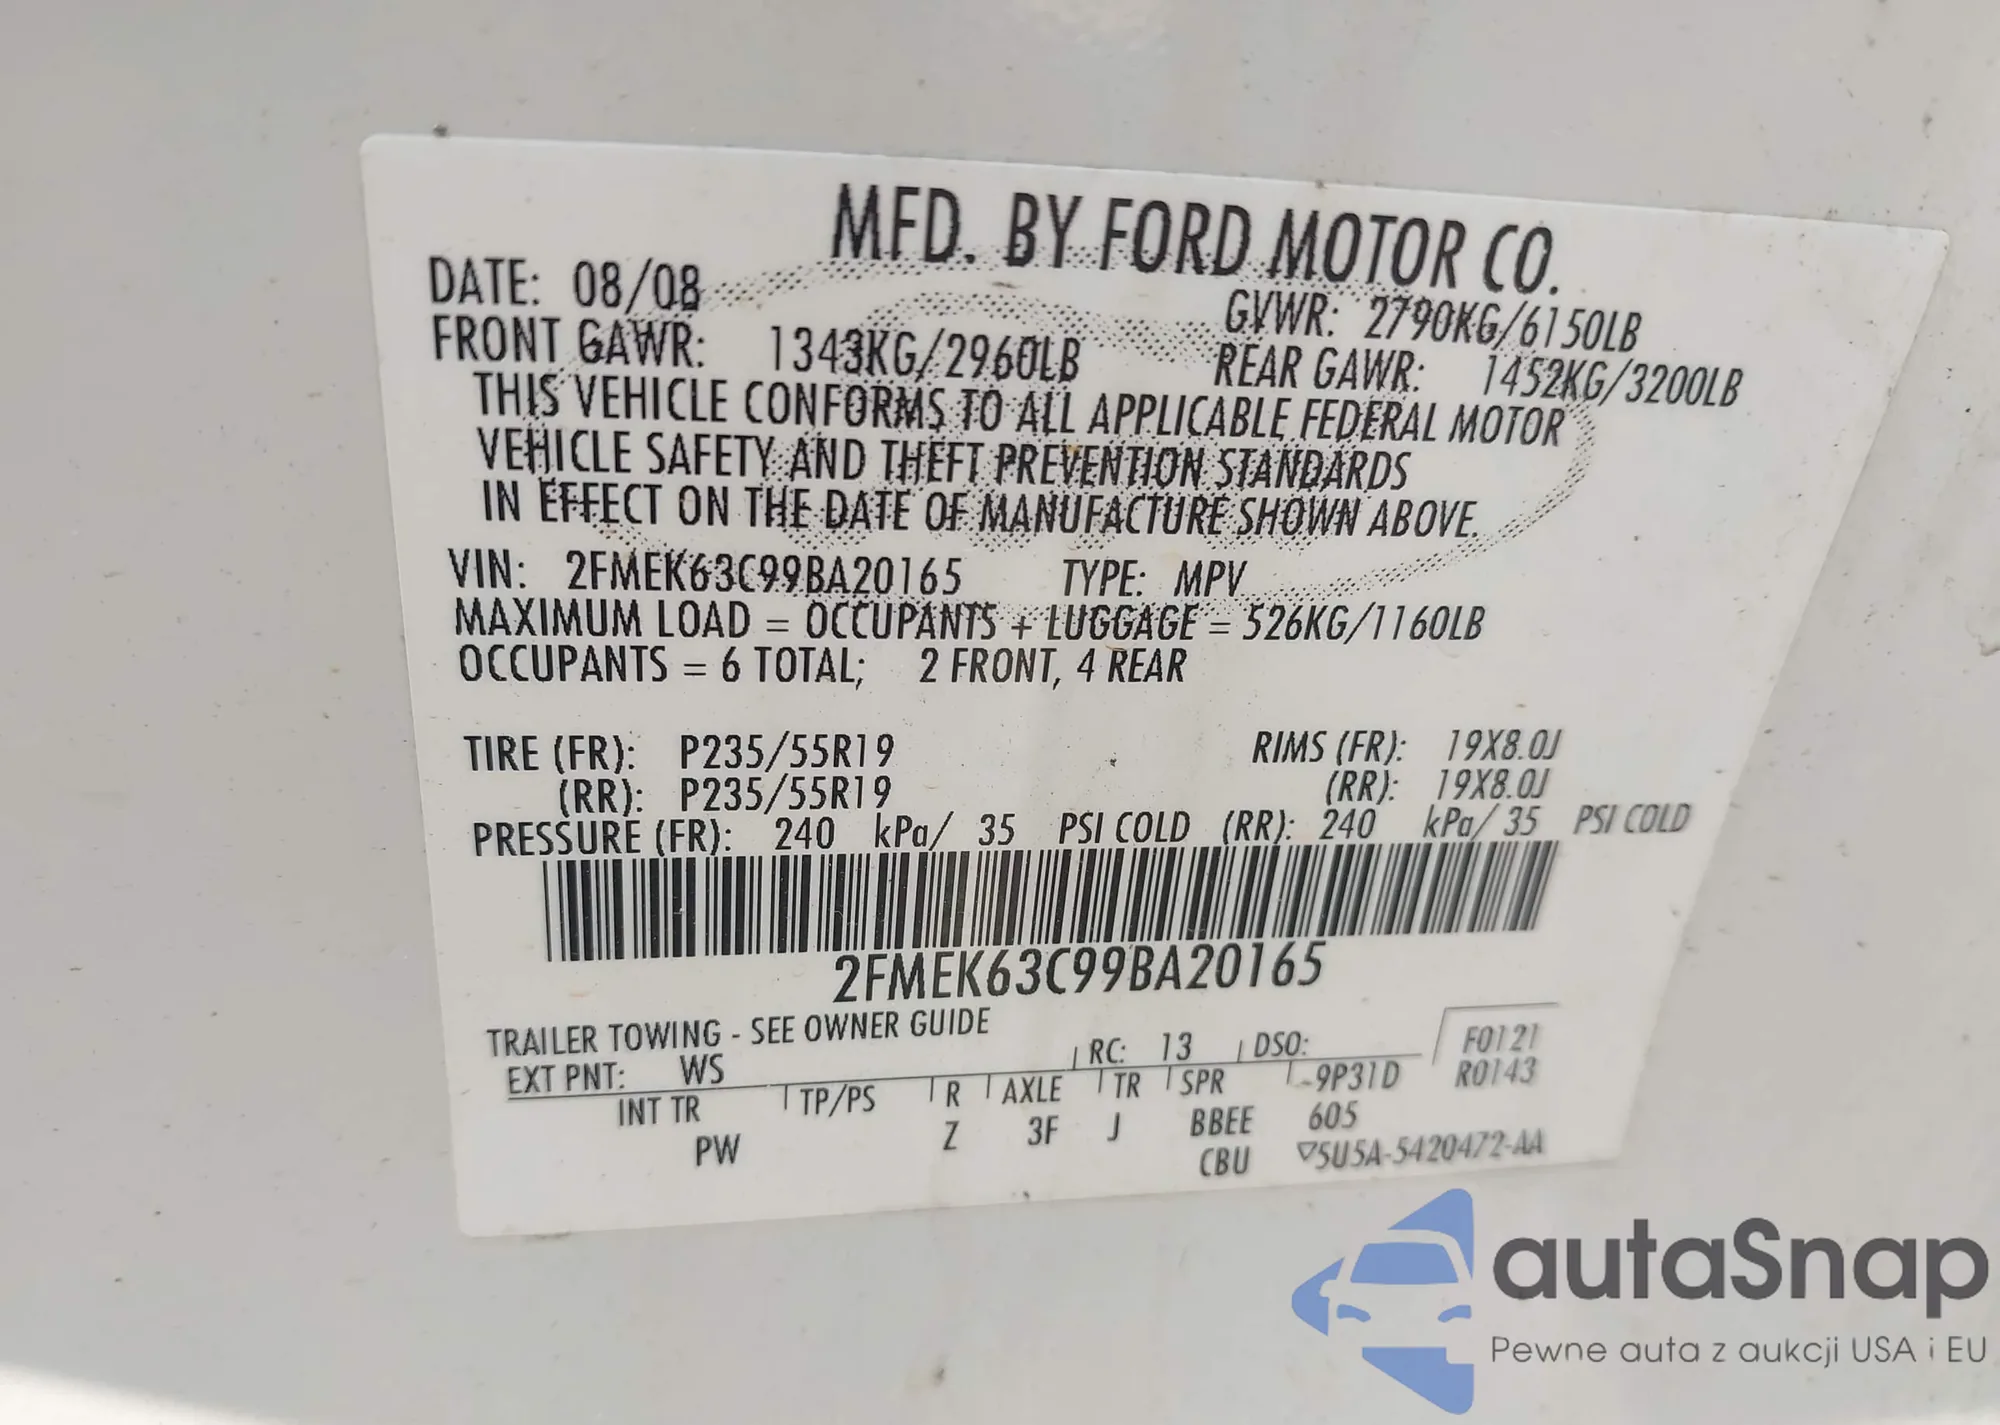 MFD. BY FORD MOTOR CO.
DATE: 08/08 GVWR: 2790KG/6150LB
FRONT GAWR: 1343KG/2960LB REAR GAWR: 1452KG/3200LB
THIS VEHICLE CONFORMS TO ALL APPLICABLE FEDERAL MOTOR
VEHICLE SAFETY AND THEFT PREVENTION STANDARDS
IN EFFECT ON THE DATE OF MANUFACTURE SHOWN ABOVE.
VIN: 2FMEK63C99BA20165 TYPE: MPV
MAXIMUM LOAD = OCCUPANTS + LUGGAGE = 526KG/1160LB
OCCUPANTS = 6 TOTAL; 2 FRONT, 4 REAR
TIRE (FR): P235/55R19 RIMS (FR): 19X8.0J
(RR): P235/55R19 (RR): 19X8.0J
PRESSURE (FR): 240 kPa/ 35 PSI COLD (RR): 240 kPa/ 35 PSI COLD
2FMEK63C99BA20165
TRAILER TOWING - SEE OWNER GUIDE
EXT PNT: WS RC: 13 DSO: F0121
INT TR TP/PS R AXLE TR SPR -9P31D R0143
PW Z 3F J BBEE 605
CBU ▽5U5A-5420472-AA
autaSnap
Pewne auta z aukcji USA i EU